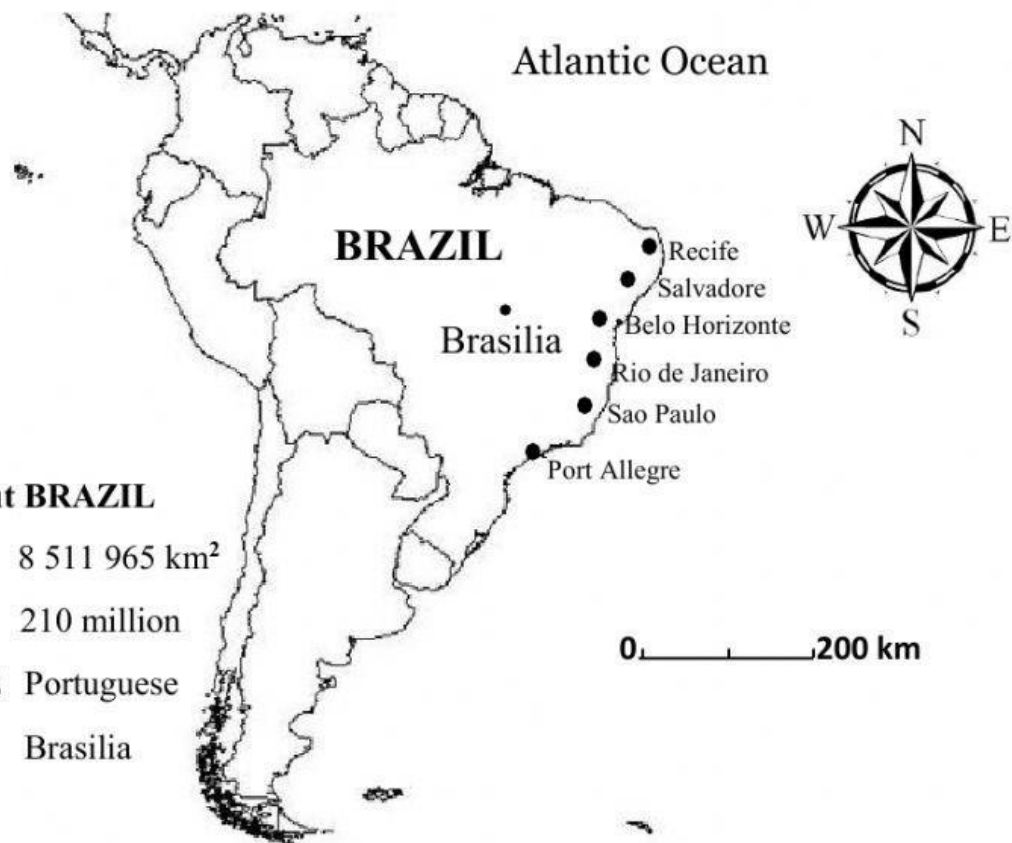 Atlantic Ocean
N
W
E
S
BRAZIL
Recife
Salvadore
Belo Horizonte
Brasilia
Rio de Janeiro
Sao Paulo
Port Allegre
BRAZIL
8 511 965 km²
210 million
Portuguese
Brasilia
0 200 km